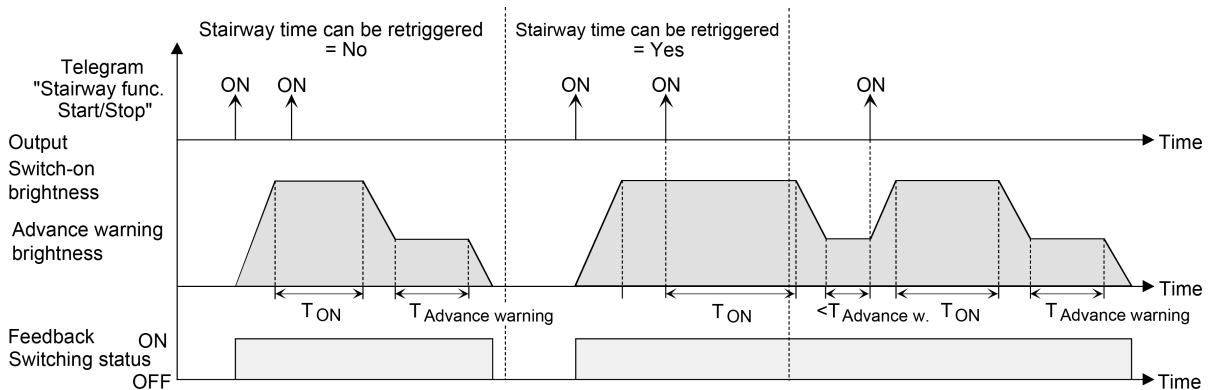 Stairway time can be retriggered
= No
Stairway time can be retriggered
= Yes
Telegram
"Stairway func.
Start/Stop"
ON
ON
ON
ON
ON
Output
Time
Switch-on
brightness
Advance warning
brightness
Time
T ON
T Advance warning
T ON
<T Advance w.
T ON
T Advance warning
Feedback
Switching status
ON
OFF
Time